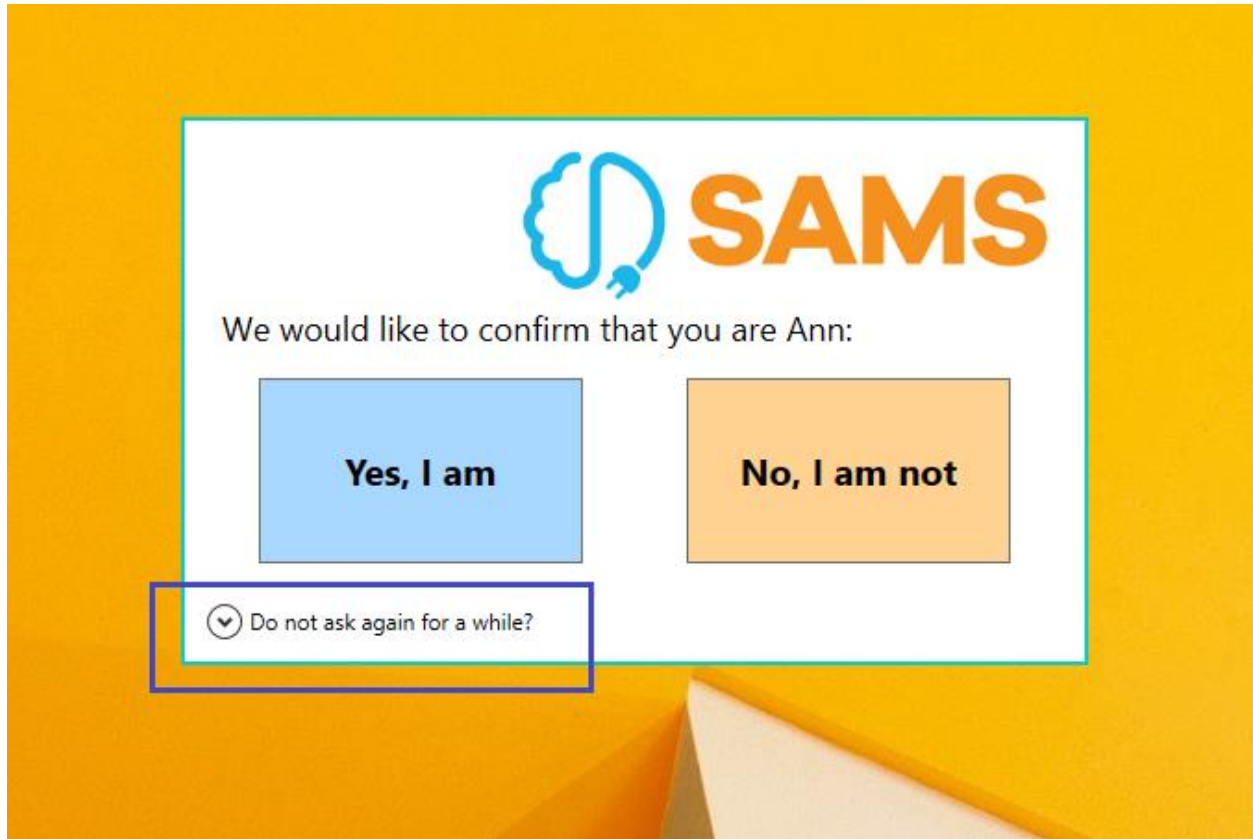 SAMS
We would like to confirm that you are Ann:
Yes, I am
No, I am not
Do not ask again for a while?